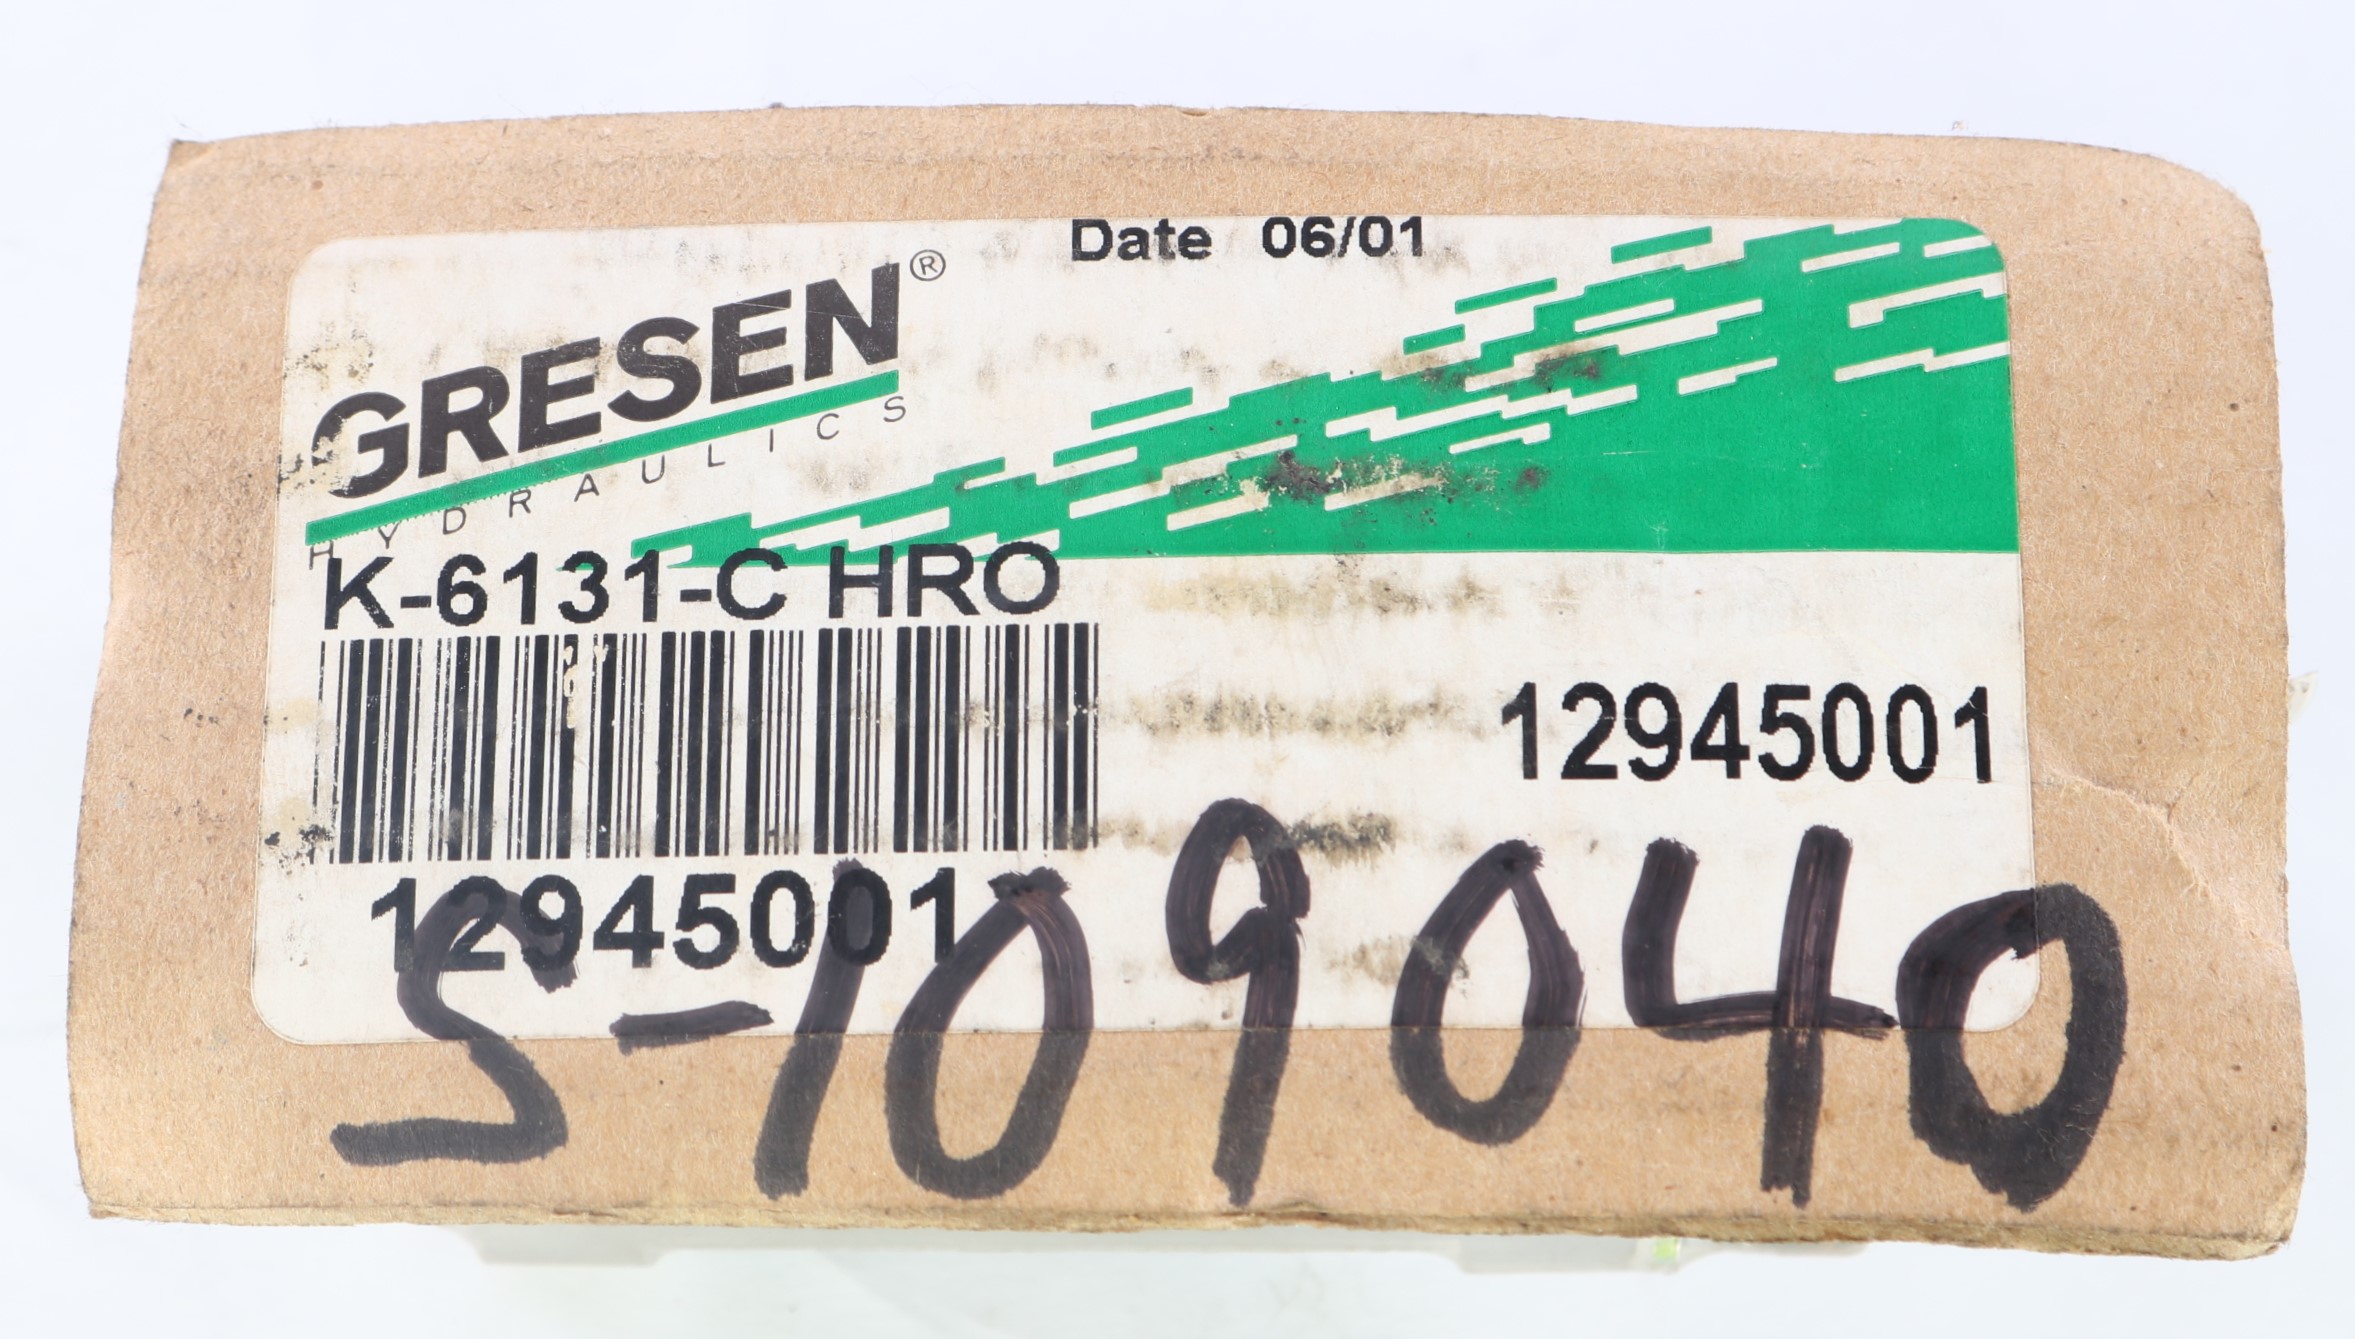 Date 06/01
GRESEN®
HYDRAULICS
K-6131-C HRO
12945001
12945001
S-109040